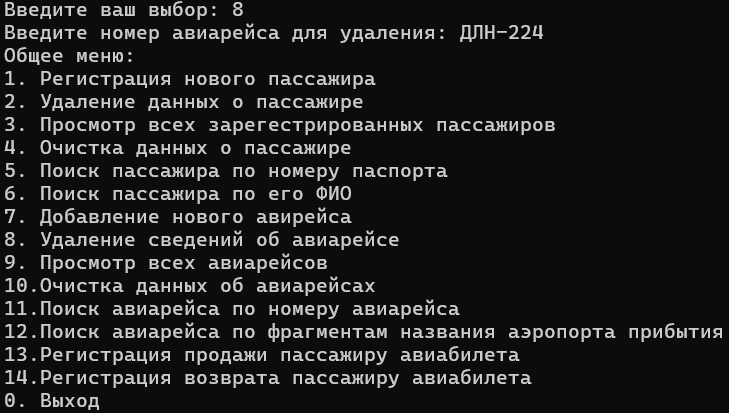 Введите ваш выбор: 8
Введите номер авиарейса для удаления: ДЛН-224
Общее меню:
1. Регистрация нового пассажира
2. Удаление данных о пассажире
3. Просмотр всех зарегестрированных пассажиров
4. Очистка данных о пассажире
5. Поиск пассажира по номеру паспорта
6. Поиск пассажира по его ФИО
7. Добавление нового авирейса
8. Удаление сведений об авиарейсе
9. Просмотр всех авиарейсов
10.Очистка данных об авиарейсах
11.Поиск авиарейса по номеру авиарейса
12.Поиск авиарейса по фрагментам названия аэропорта прибытия
13.Регистрация продажи пассажиру авиабилета
14.Регистрация возврата пассажиру авиабилета
0. Выход